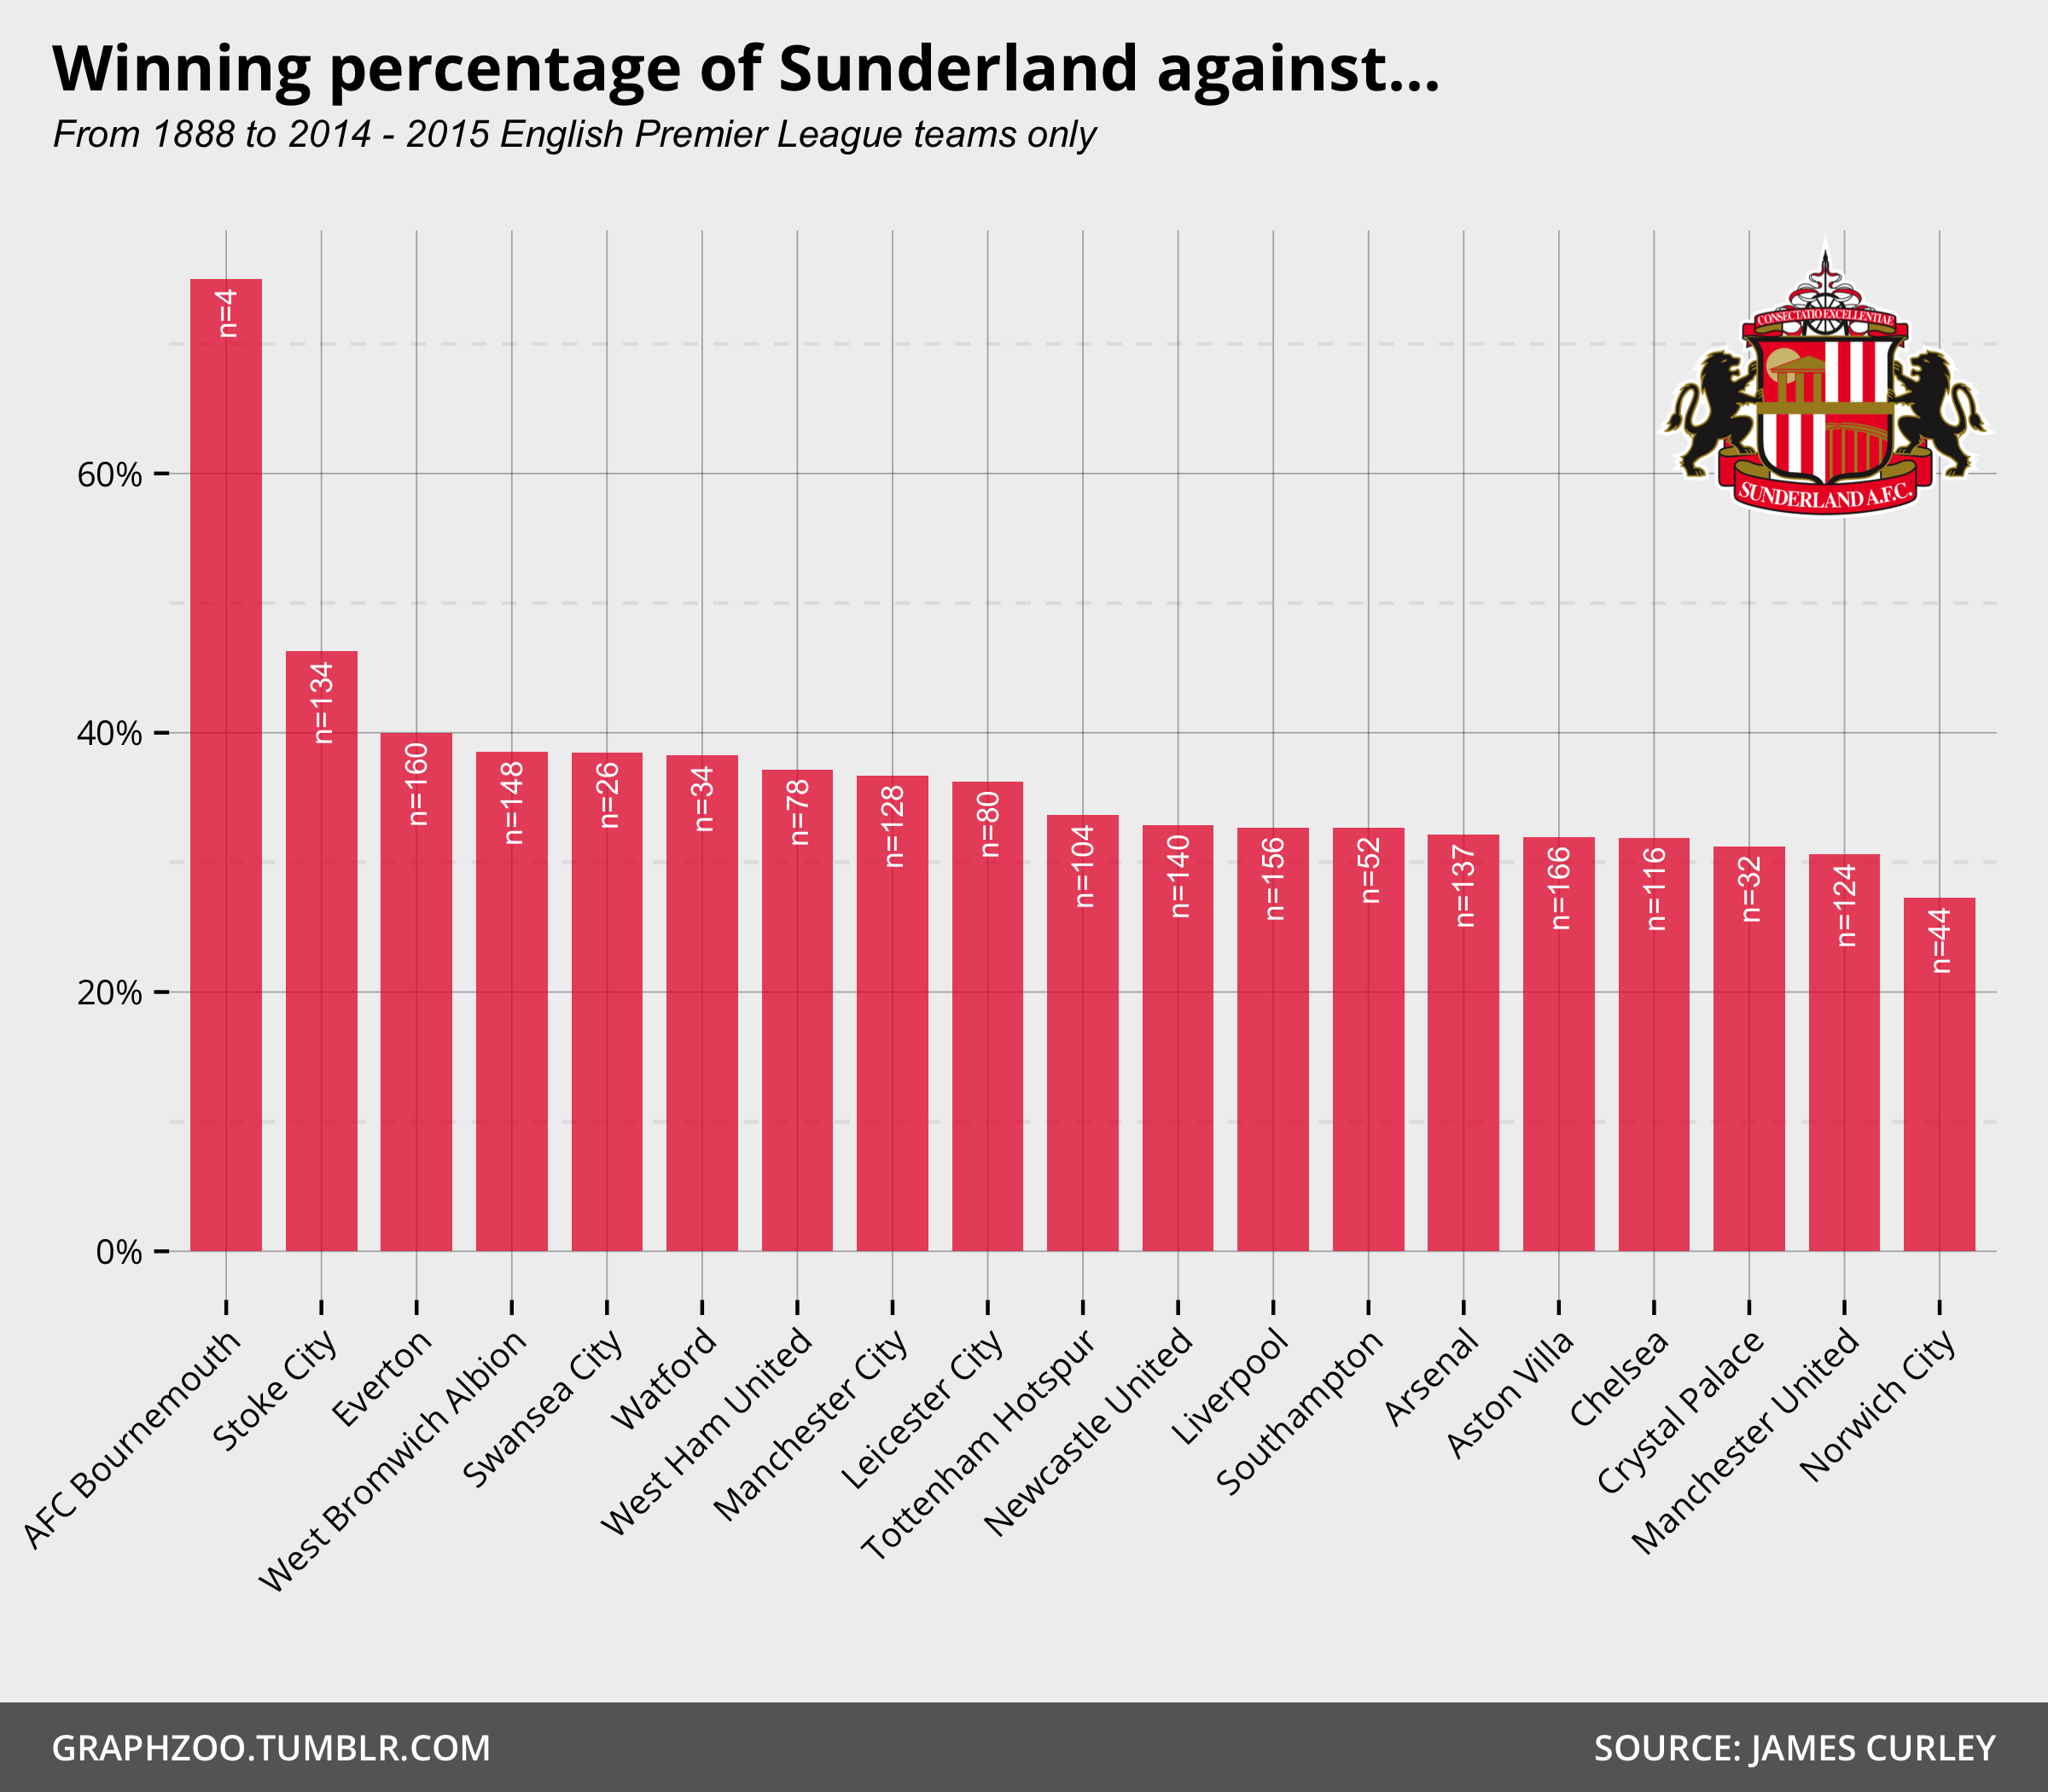 Winning percentage of Sunderland against...
From 1888 to 2014 - 2015 English Premier League teams only
CONSECTATIO EXCELLENTIAE
SUNDERLAND A.F.C.
60%
40%
20%
0%
n=4
n=134
n=160
n=148
n=26
n=34
n=78
n=128
n=80
n=104
n=140
n=156
n=52
n=137
n=166
n=116
n=32
n=124
n=44
AFC Bournemouth
Stoke City
Everton
West Bromwich Albion
Swansea City
Watford
West Ham United
Manchester City
Leicester City
Tottenham Hotspur
Newcastle United
Liverpool
Southampton
Arsenal
Aston Villa
Chelsea
Crystal Palace
Manchester United
Norwich City
GRAPHZOO.TUMBLR.COM
SOURCE: JAMES CURLEY